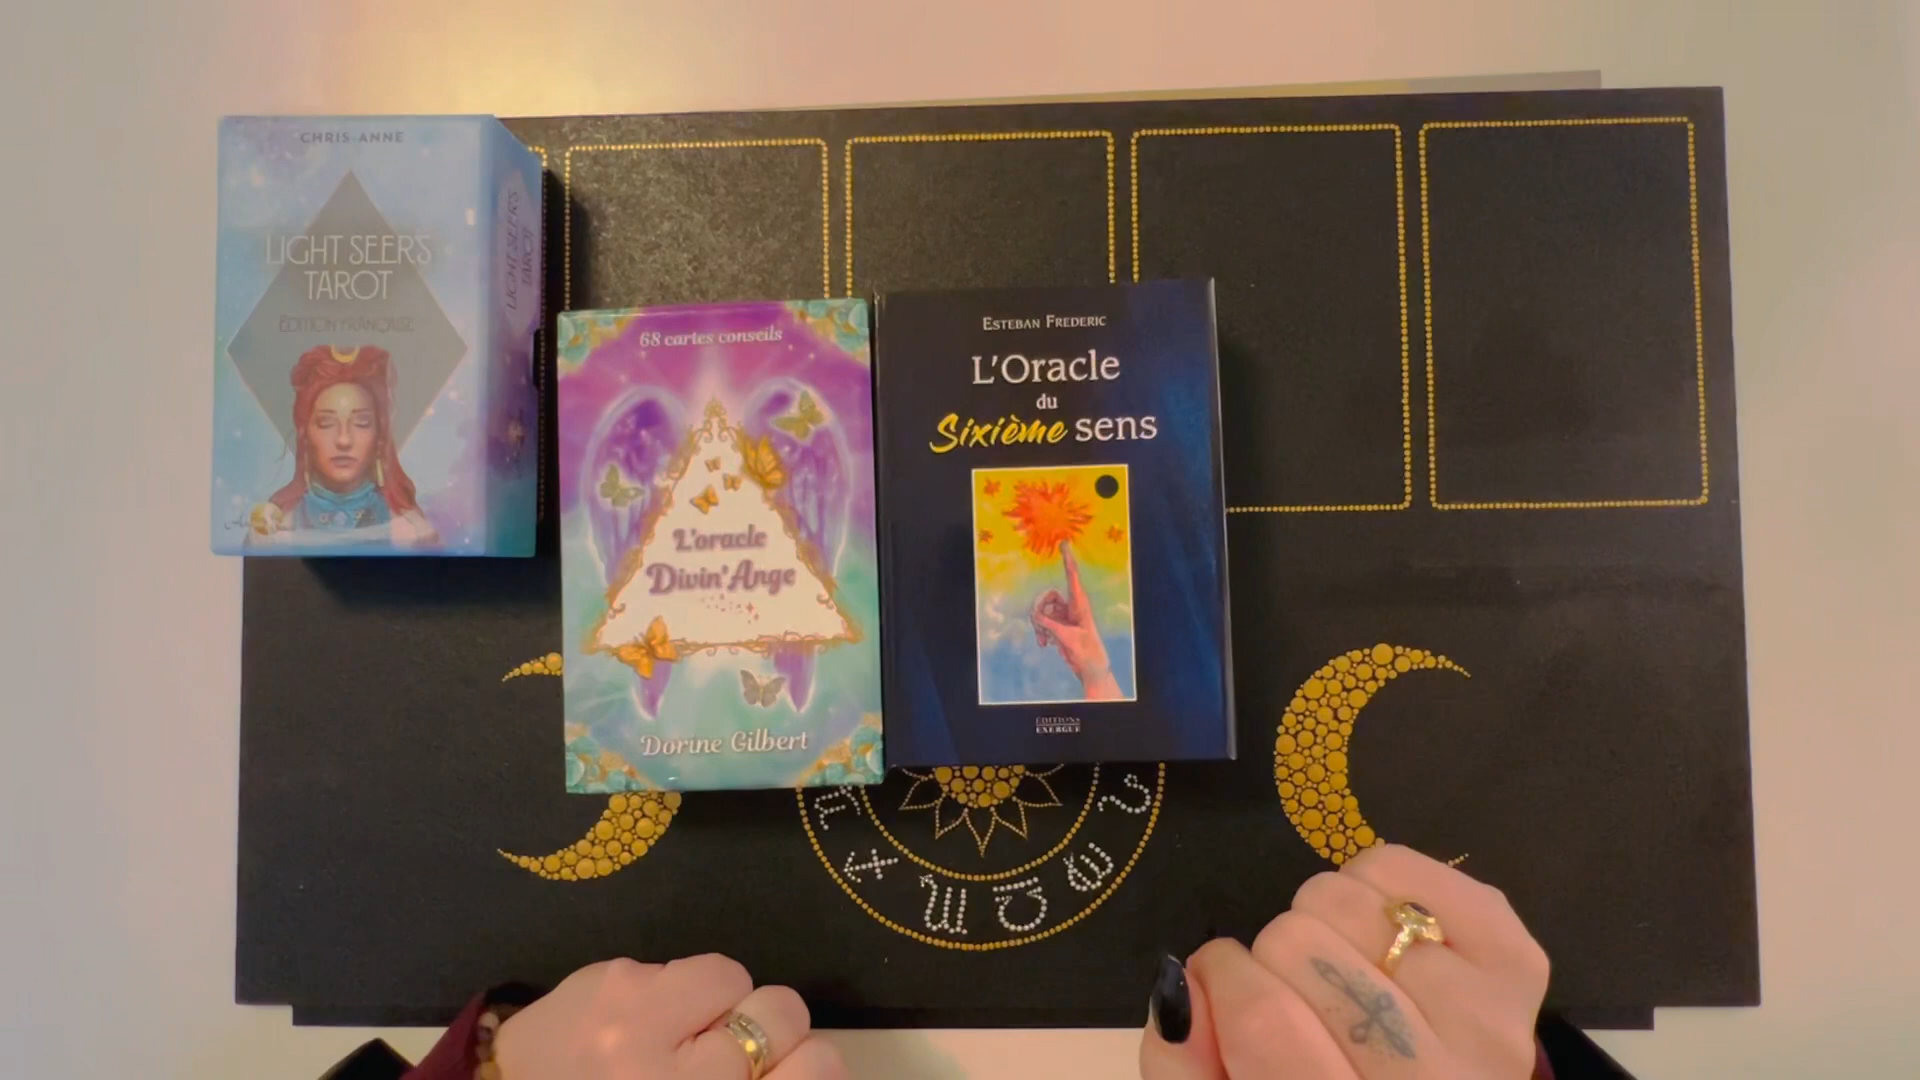 CHRIS-ANNE
LIGHT SEER'S
TAROT
ÉDITION FRANÇAISE
LIGHT SEER'S
TAROT
68 cartes conseils
L'oracle
Divin'Ange
Dorine Gilbert
ESTEBAN FREDERIC
L'Oracle
du
Sixième sens
ÉDITIONS
EXERGUE